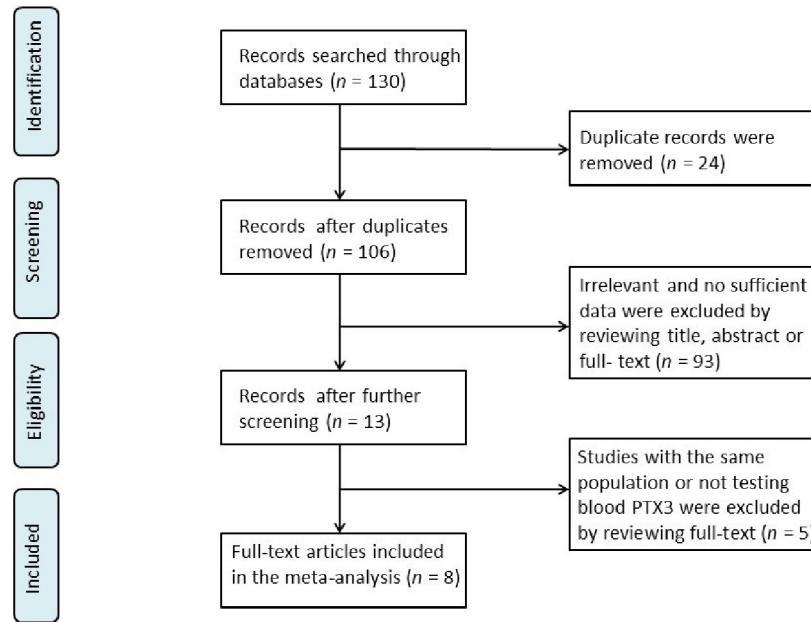 Identification
Records searched through
databases (n = 130)
Duplicate records were
removed (n = 24)
Screening
Records after duplicates
removed (n = 106)
Irrelevant and no sufficient
data were excluded by
reviewing title, abstract or
full- text (n = 93)
Eligibility
Records after further
screening (n = 13)
Studies with the same
population or not testing
blood PTX3 were excluded
by reviewing full-text (n = 5)
Included
Full-text articles included
in the meta-analysis (n = 8)